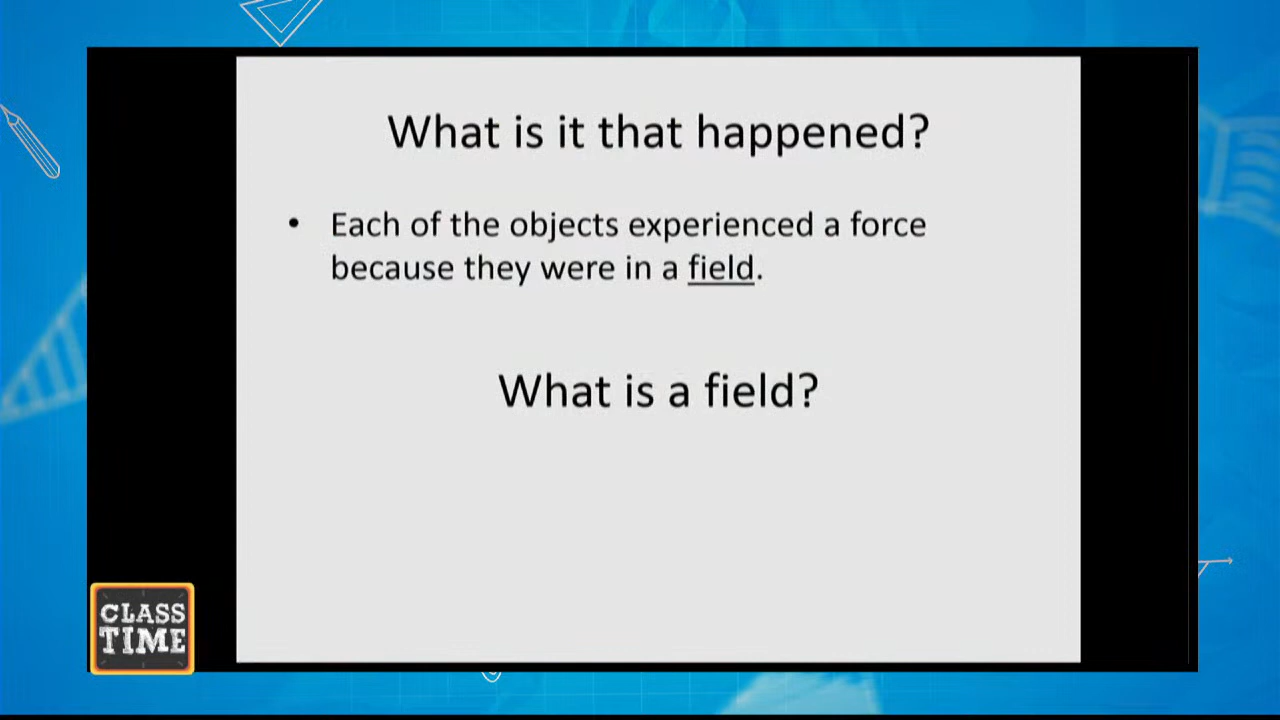 What is it that happened?
• Each of the objects experienced a force
because they were in a field.
What is a field?
CLASS
TIME